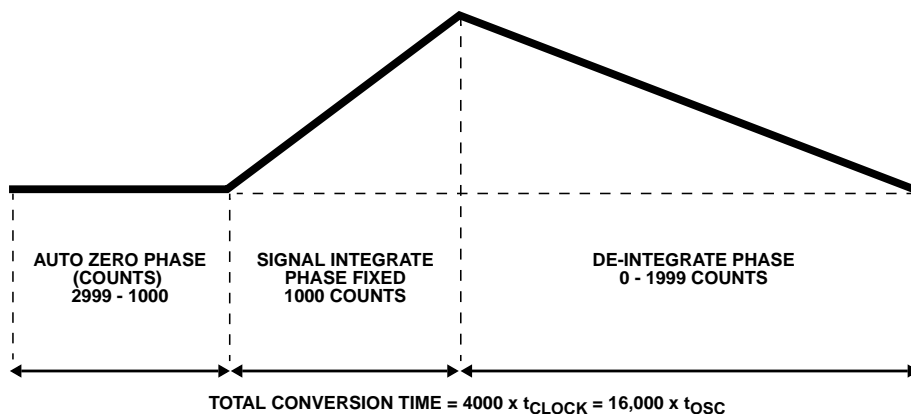 AUTO ZERO PHASE
(COUNTS)
2999 - 1000
SIGNAL INTEGRATE
PHASE FIXED
1000 COUNTS
DE-INTEGRATE PHASE
0 - 1999 COUNTS
TOTAL CONVERSION TIME = 4000 x tCLOCK = 16,000 x tOSC